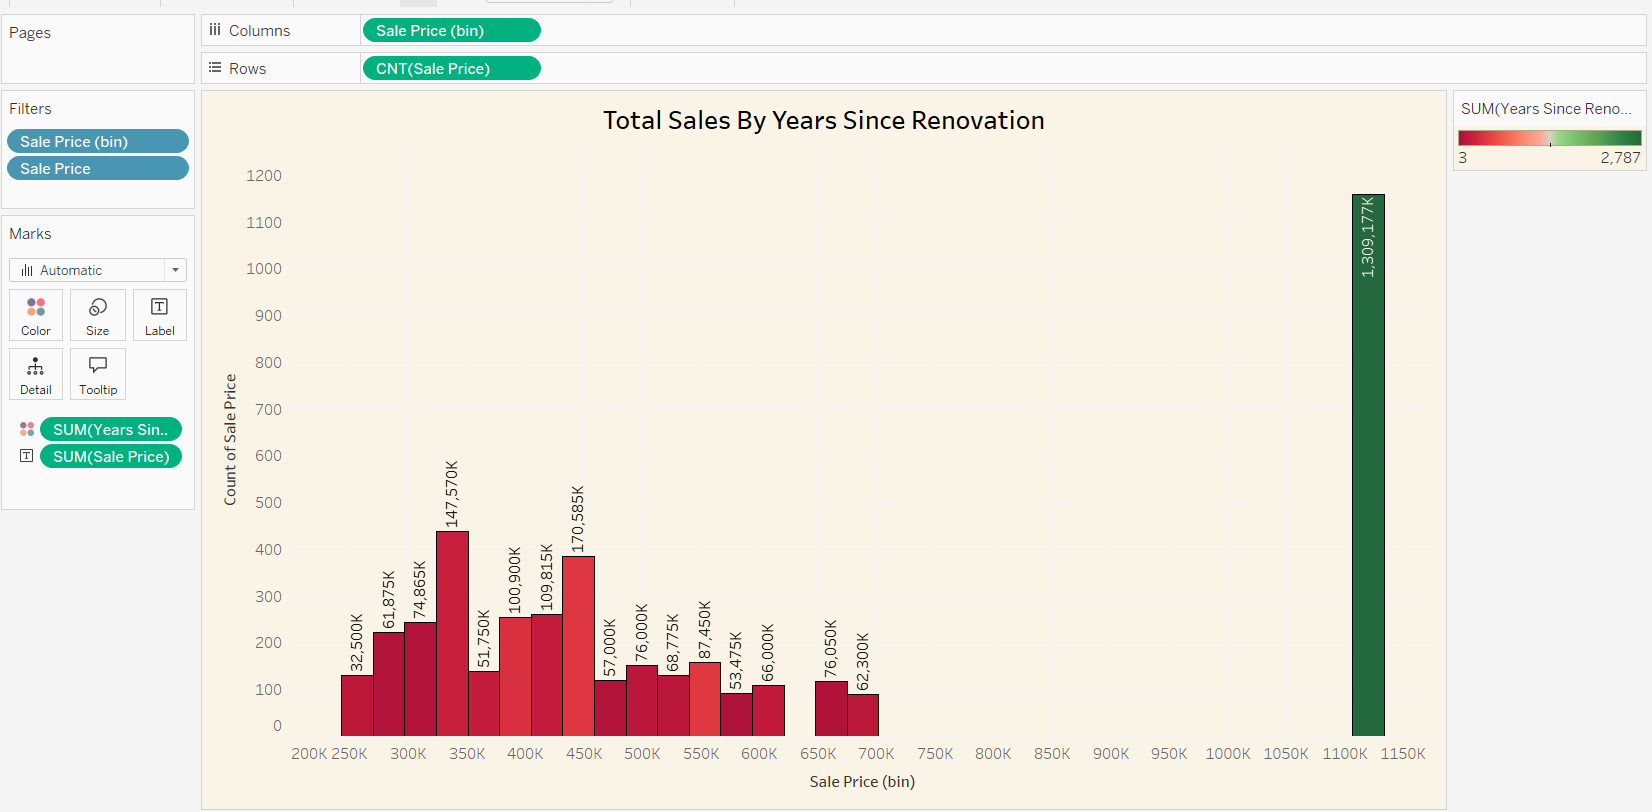 Pages
Columns
Sale Price (bin)
Rows
CNT(Sale Price)
Filters
Sale Price (bin)
Sale Price
Marks
Automatic
Color
Size
Label
Detail
Tooltip
SUM(Years Sin..
SUM(Sale Price)
Total Sales By Years Since Renovation
1200
1100
1000
900
800
700
600
500
400
300
200
100
0
Count of Sale Price
32,500K
61,875K
74,865K
147,570K
51,750K
100,900K
109,815K
170,585K
57,000K
76,000K
68,775K
87,450K
53,475K
66,000K
76,050K
62,300K
1,309,177K
200K 250K 300K 350K 400K 450K 500K 550K 600K 650K 700K 750K 800K 850K 900K 950K 1000K 1050K 1100K 1150K
Sale Price (bin)
SUM(Years Since Reno...
3 2,787